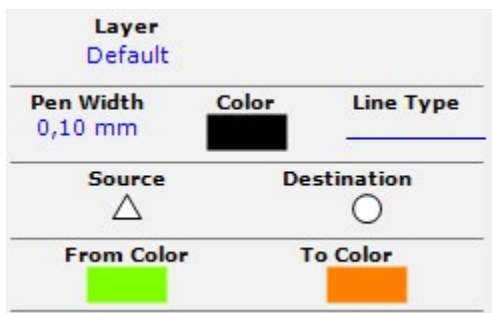 Layer
Default
Pen Width Color Line Type
0,10 mm
Source Destination
From Color To Color